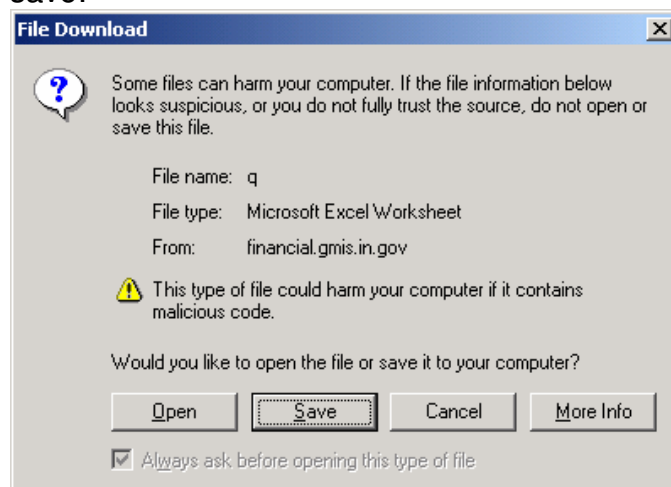 save.
File Download
Some files can harm your computer. If the file information below
looks suspicious, or you do not fully trust the source, do not open or
save this file.
File name: q
File type: Microsoft Excel Worksheet
From: financial.gmis.in.gov
This type of file could harm your computer if it contains
malicious code.
Would you like to open the file or save it to your computer?
Open Save Cancel More Info
Always ask before opening this type of file